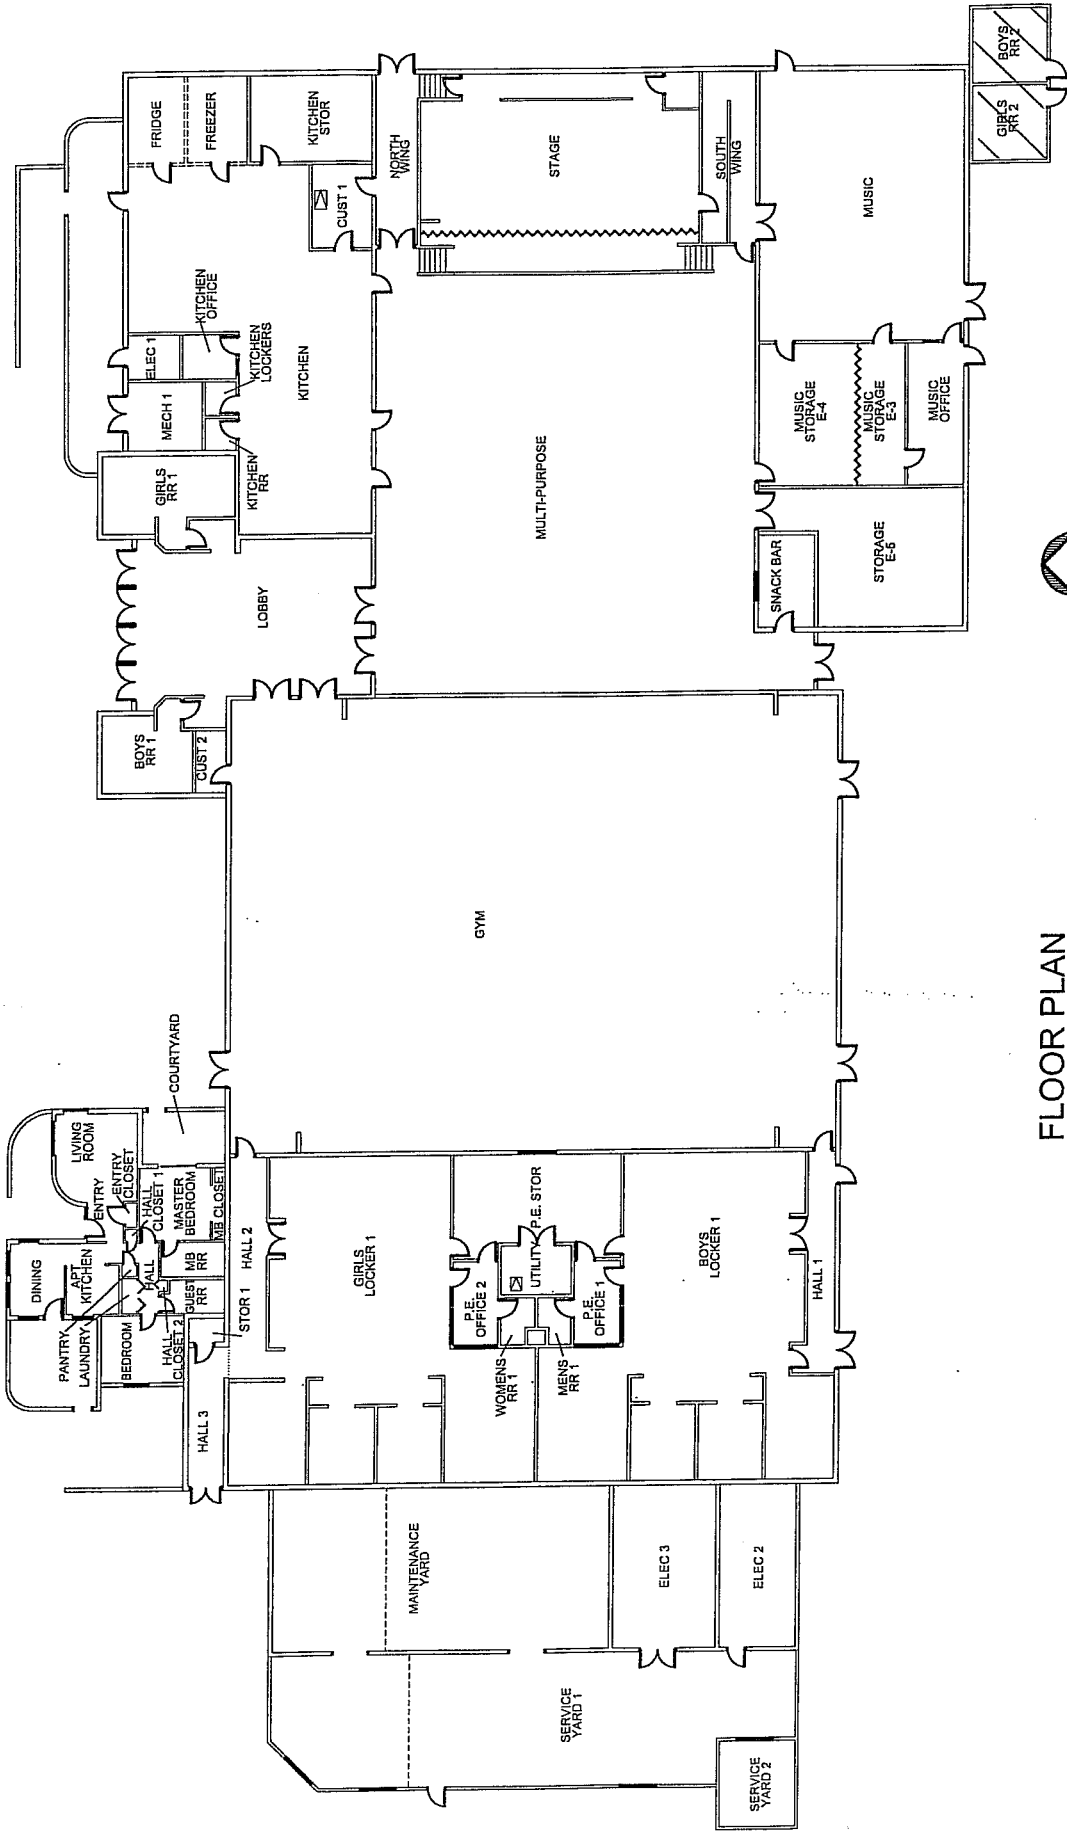 DINING
APT
KITCHEN
ENTRY
LIVING
ROOM
ENTRY
CLOSET
HALL
CLOSET 1
HALL
PANTRY
LAUNDRY
BEDROOM
HALL
CLOSET 2
GUEST
RR
MB
RR
MASTER
BEDROOM
MB CLOSET
COURTYARD
HALL 3
STOR 1
HALL 2
BOYS
RR 1
CUST 2
LOBBY
GIRLS
RR 1
MECH 1
ELEC 1
KITCHEN
OFFICE
KITCHEN
LOCKERS
KITCHEN
RR
KITCHEN
FRIDGE
FREEZER
KITCHEN
STOR
CUST 1
NORTH
WING
STAGE
SOUTH
WING
MAINTENANCE
YARD
SERVICE
YARD 1
SERVICE
YARD 2
ELEC 3
ELEC 2
GIRLS
LOCKER 1
P.E.
OFFICE 2
WOMENS
RR 1
UTILITY
P.E. STOR
MENS
RR 1
P.E.
OFFICE 1
BOYS
LOCKER 1
HALL 1
GYM
MULTI-PURPOSE
SNACK BAR
STORAGE
E-5
MUSIC
STORAGE
E-4
MUSIC
STORAGE
E-3
MUSIC
OFFICE
MUSIC
GIRLS
RR 2
BOYS
RR 2
FLOOR PLAN